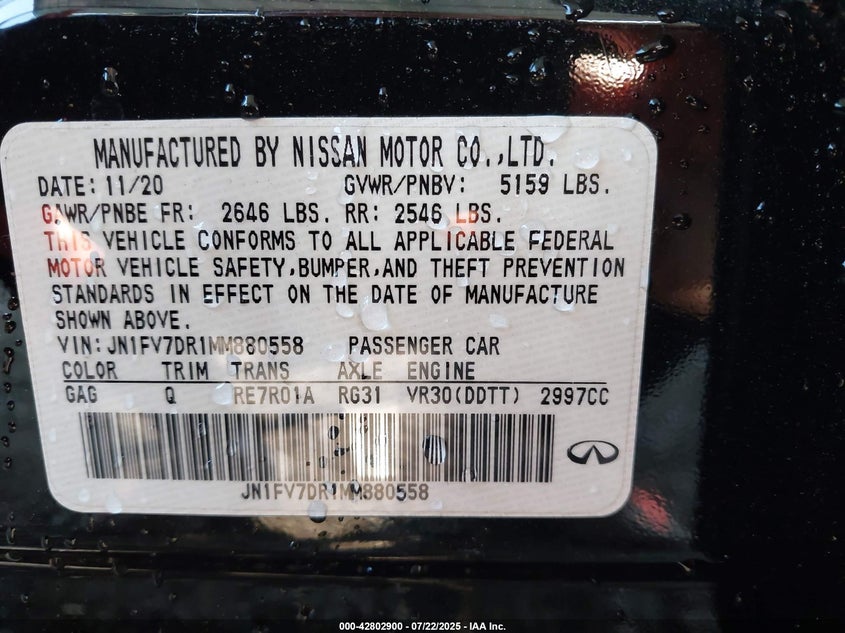 MANUFACTURED BY NISSAN MOTOR CO.,LTD.
DATE: 11/20 GVWR/PNBV: 5159 LBS.
GAWR/PNBE FR: 2646 LBS. RR: 2546 LBS.
THIS VEHICLE CONFORMS TO ALL APPLICABLE FEDERAL
MOTOR VEHICLE SAFETY,BUMPER,AND THEFT PREVENTION
STANDARDS IN EFFECT ON THE DATE OF MANUFACTURE
SHOWN ABOVE.
VIN: JN1FV7DR1MM880558 PASSENGER CAR
COLOR TRIM TRANS AXLE ENGINE
GAG Q RE7R01A RG31 VR30(DDTT) 2997CC
JN1FV7DR1MM880558
000-42802900 - 07/22/2025 - IAA Inc.